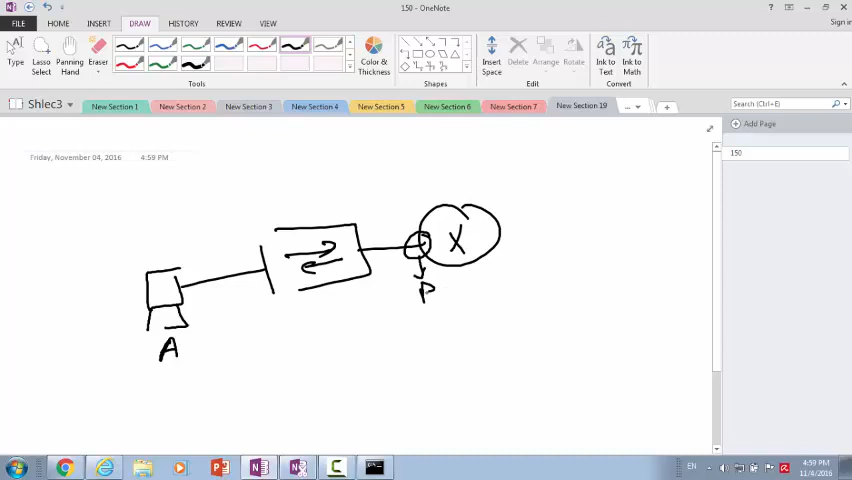 150 - OneNote
FILE HOME INSERT DRAW HISTORY REVIEW VIEW
Sign in
Type
Lasso Select
Panning Hand
Eraser
Color & Thickness
Insert Space
Delete
Arrange
Rotate
Ink to Text
Ink to Math
Tools
Shapes
Edit
Convert
Shlec3
New Section 1
New Section 2
New Section 3
New Section 4
New Section 5
New Section 6
New Section 7
New Section 19
...
Search (Ctrl+E)
Add Page
150
Friday, November 04, 2016 4:59 PM
X
P
A
EN
4:59 PM
11/4/2016